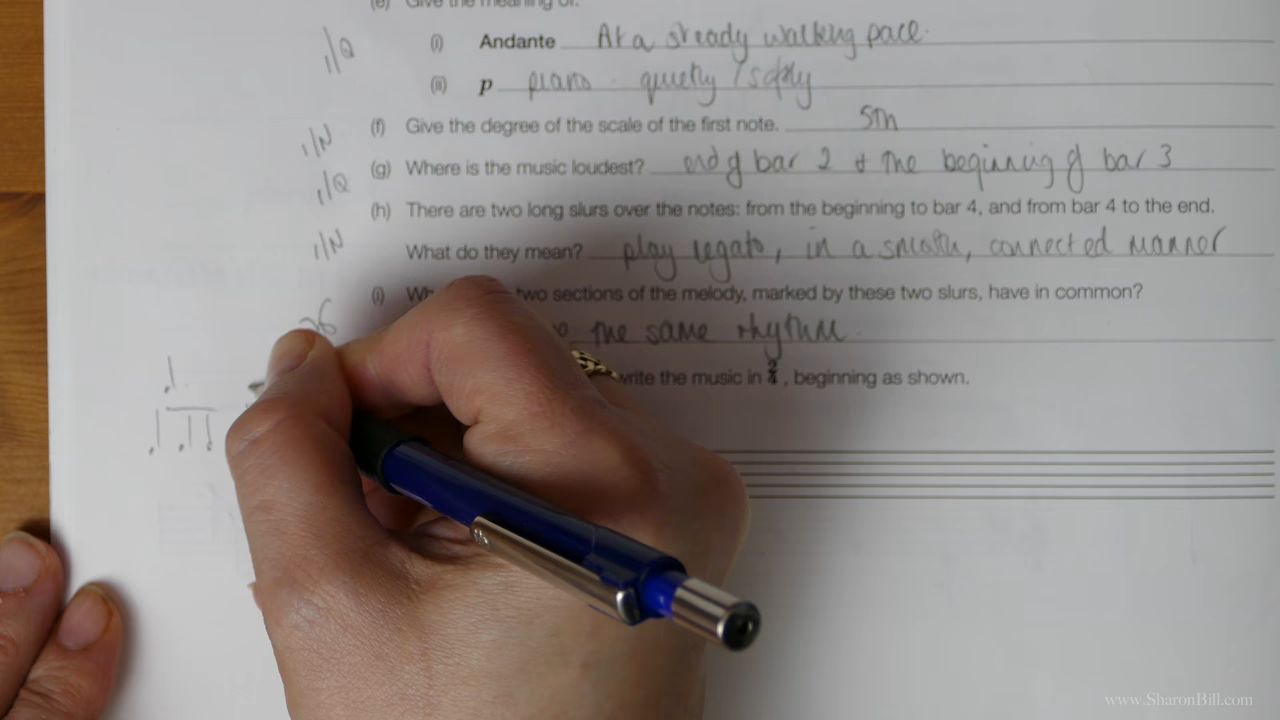 (e) Give the meaning of:
(i) Andante At a steady walking pace.
(ii) p piano quietly / softly
(f) Give the degree of the scale of the first note. 5th
(g) Where is the music loudest? end of bar 2 & the beginning of bar 3
(h) There are two long slurs over the notes: from the beginning to bar 4, and from bar 4 to the end.
What do they mean? play legato, in a smooth, connected manner
(i) two sections of the melody, marked by these two slurs, have in common?
the same rhythm.
write the music in 2/4, beginning as shown.
www.SharonBill.com